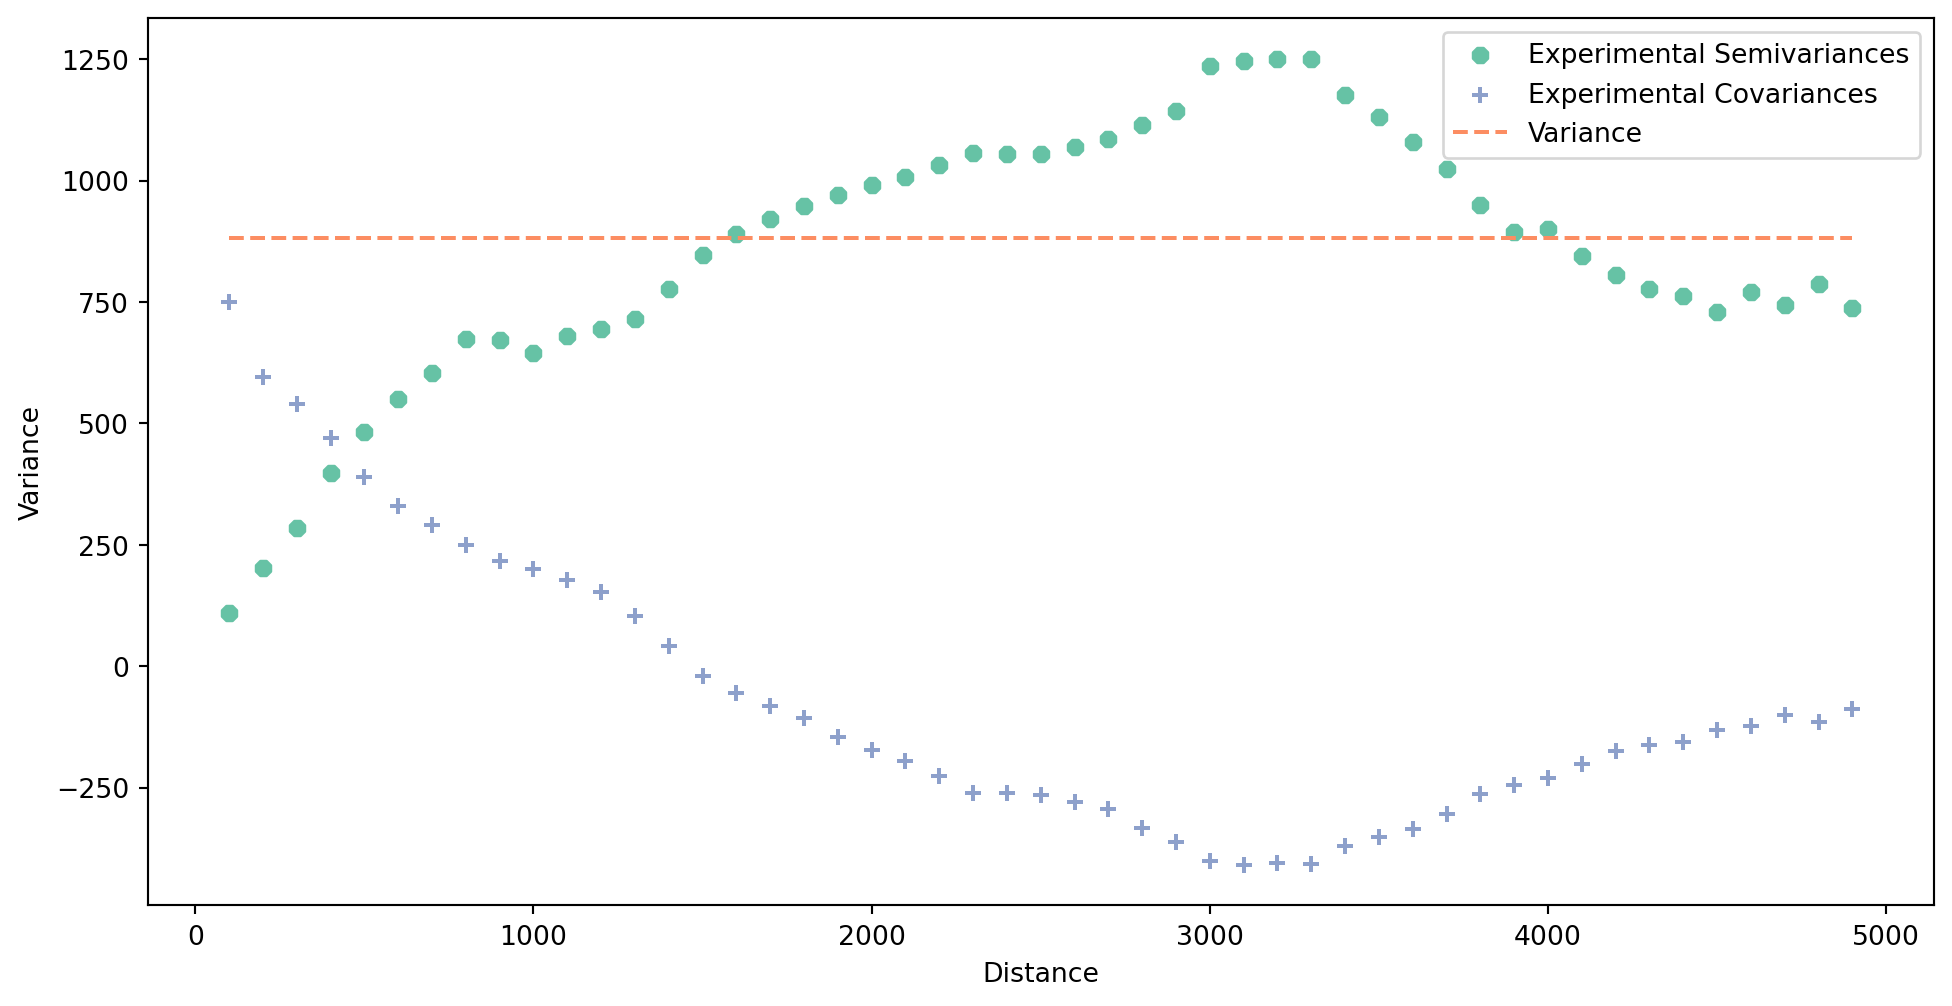 1250
1000
750
500
250
0
−250
Variance
Experimental Semivariances
Experimental Covariances
Variance
0 1000 2000 3000 4000 5000
Distance